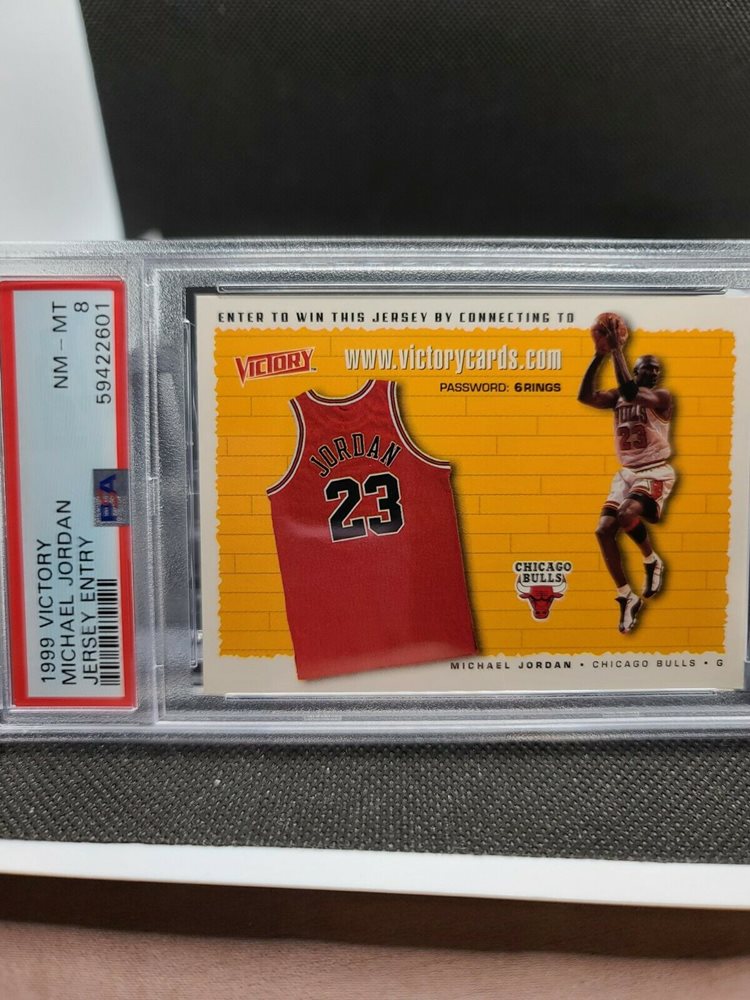 1999 VICTORY
MICHAEL JORDAN
JERSEY ENTRY
NM - MT
8
59422601
PSA
ENTER TO WIN THIS JERSEY BY CONNECTING TO
VICTORY™
www.victorycards.com
PASSWORD: 6RINGS
JORDAN
23
BULLS
23
CHICAGO
BULLS
MICHAEL JORDAN • CHICAGO BULLS • G